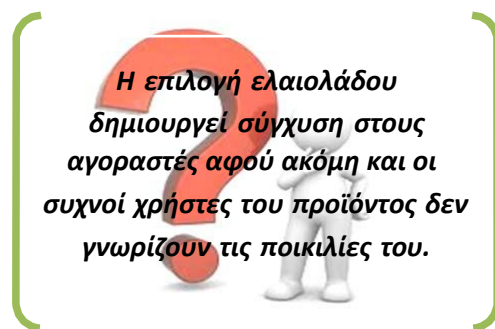 Η επιλογή ελαιολάδου
δημιουργεί σύγχυση στους
αγοραστές αφού ακόμη και οι
συχνοί χρήστες του προϊόντος δεν
γνωρίζουν τις ποικιλίες του.